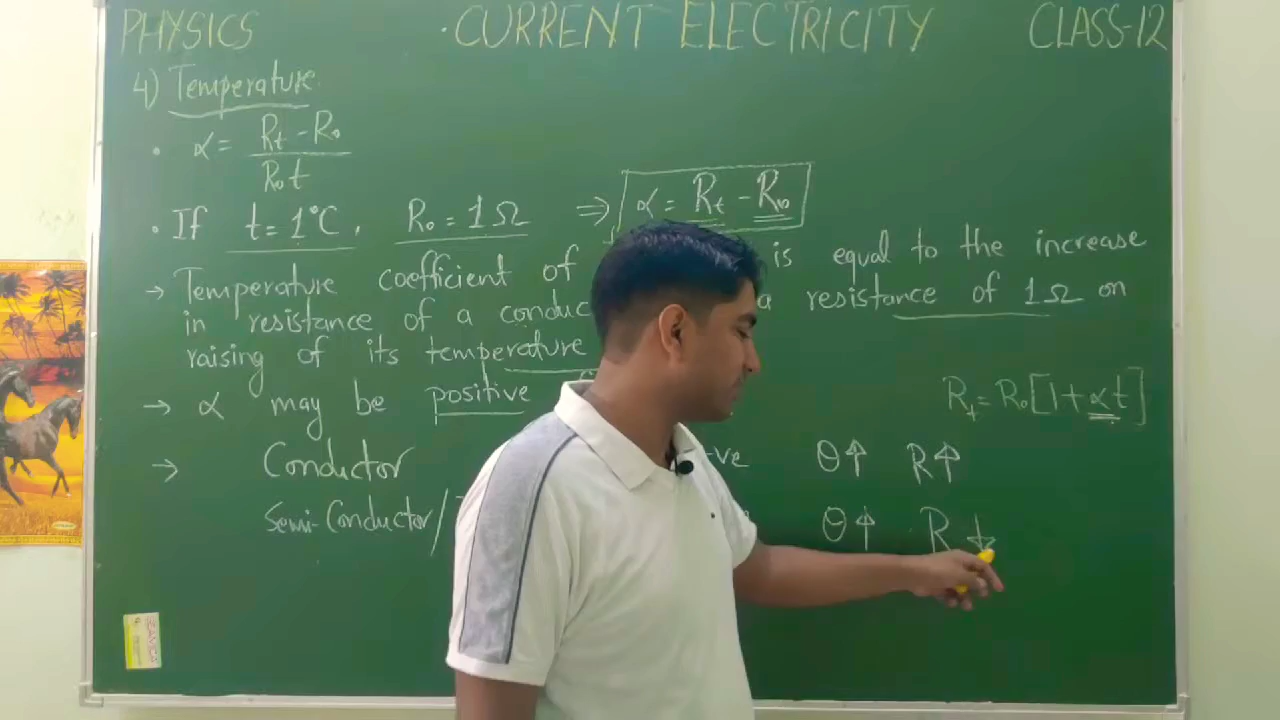 PHYSICS · CURRENT ELECTRICITY CLASS-12
4) Temperature
· α = (Rt - R₀) / (R₀t)
· If t = 1°C, R₀ = 1Ω ⇒ α = Rt - R₀
→ Temperature coefficient of is equal to the increase
in resistance of a conduc a resistance of 1Ω on
raising of its temperature
→ α may be positive
Rt = R₀[1 + αt]
→ Conductor -ve θ↑ R↑
Semi-Conductor/ θ↑ R↓